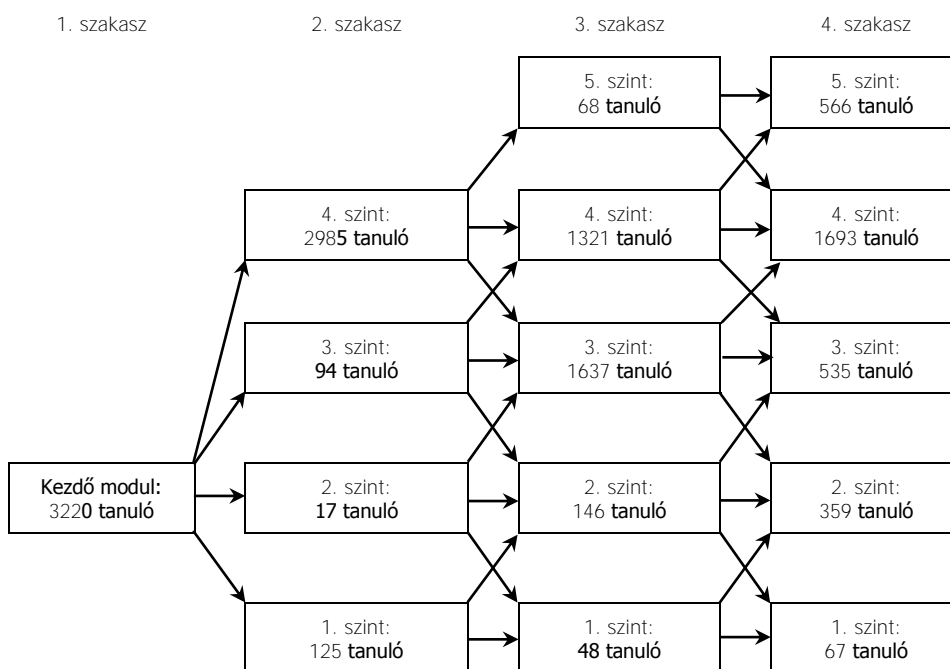 1. szakasz
2. szakasz
3. szakasz
4. szakasz
5. szint:
68 tanuló
5. szint:
566 tanuló
4. szint:
2985 tanuló
4. szint:
1321 tanuló
4. szint:
1693 tanuló
3. szint:
94 tanuló
3. szint:
1637 tanuló
3. szint:
535 tanuló
Kezdő modul:
3220 tanuló
2. szint:
17 tanuló
2. szint:
146 tanuló
2. szint:
359 tanuló
1. szint:
125 tanuló
1. szint:
48 tanuló
1. szint:
67 tanuló